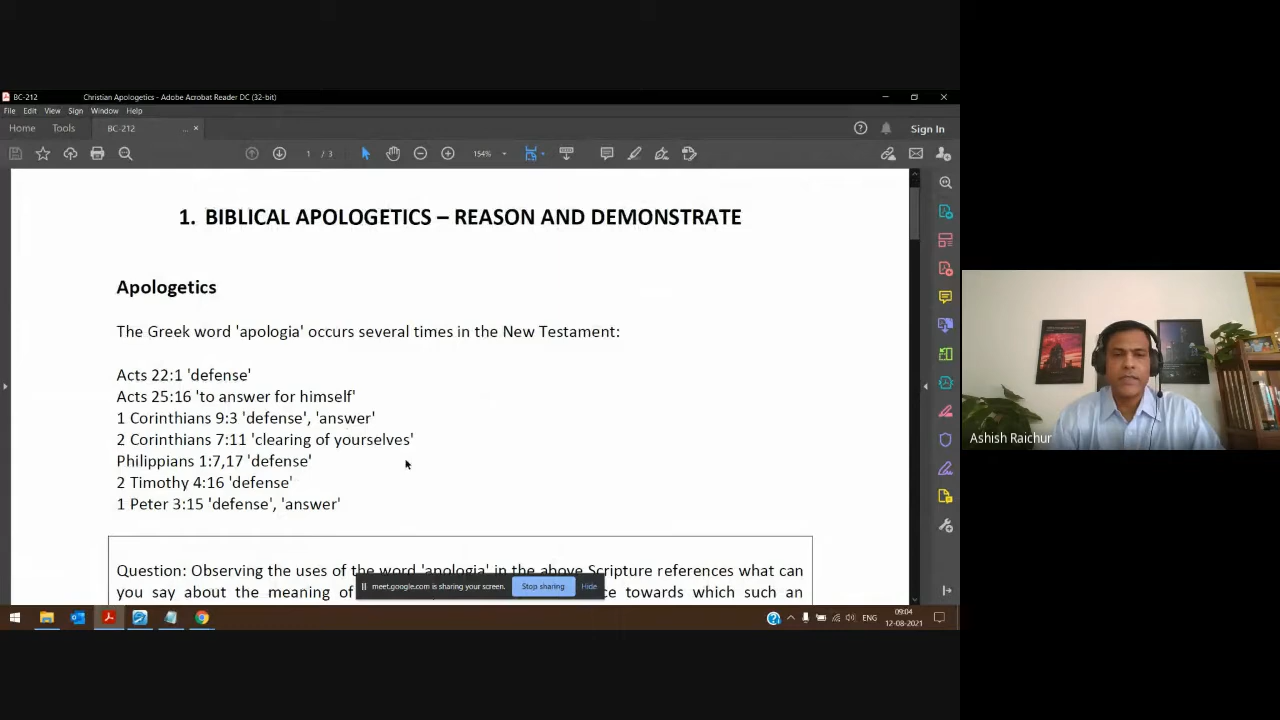 BC-212 Christian Apologetics - Adobe Acrobat Reader DC (32-bit)
File Edit View Sign Window Help
Home Tools BC-212 ... × Sign In
1 / 3 154%
1. BIBLICAL APOLOGETICS – REASON AND DEMONSTRATE
Apologetics
The Greek word 'apologia' occurs several times in the New Testament:
Acts 22:1 'defense'
Acts 25:16 'to answer for himself'
1 Corinthians 9:3 'defense', 'answer'
2 Corinthians 7:11 'clearing of yourselves'
Philippians 1:7,17 'defense'
2 Timothy 4:16 'defense'
1 Peter 3:15 'defense', 'answer'
Question: Observing the uses of the word 'apologia' in the above Scripture references what can
you say about the meaning of
towards which such an
meet.google.com is sharing your screen. Stop sharing Hide
ENG 09:04
12-08-2021
Ashish Raichur